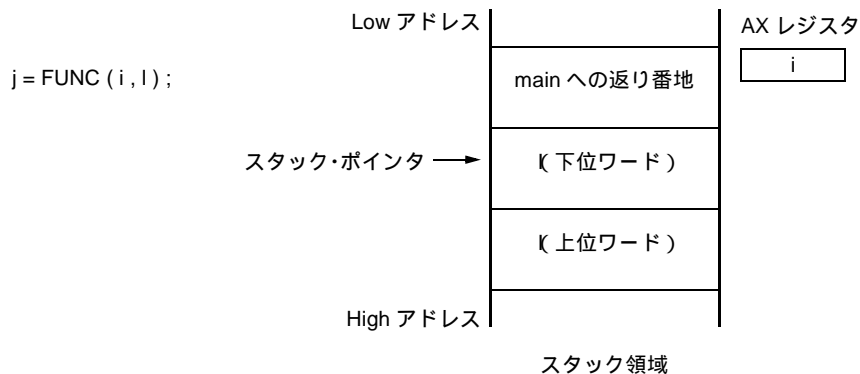 Low アドレス
AX レジスタ
i
j = FUNC ( i , l ) ;
main への返り番地
スタック・ポインタ
l( 下位ワード )
l( 上位ワード )
High アドレス
スタック領域